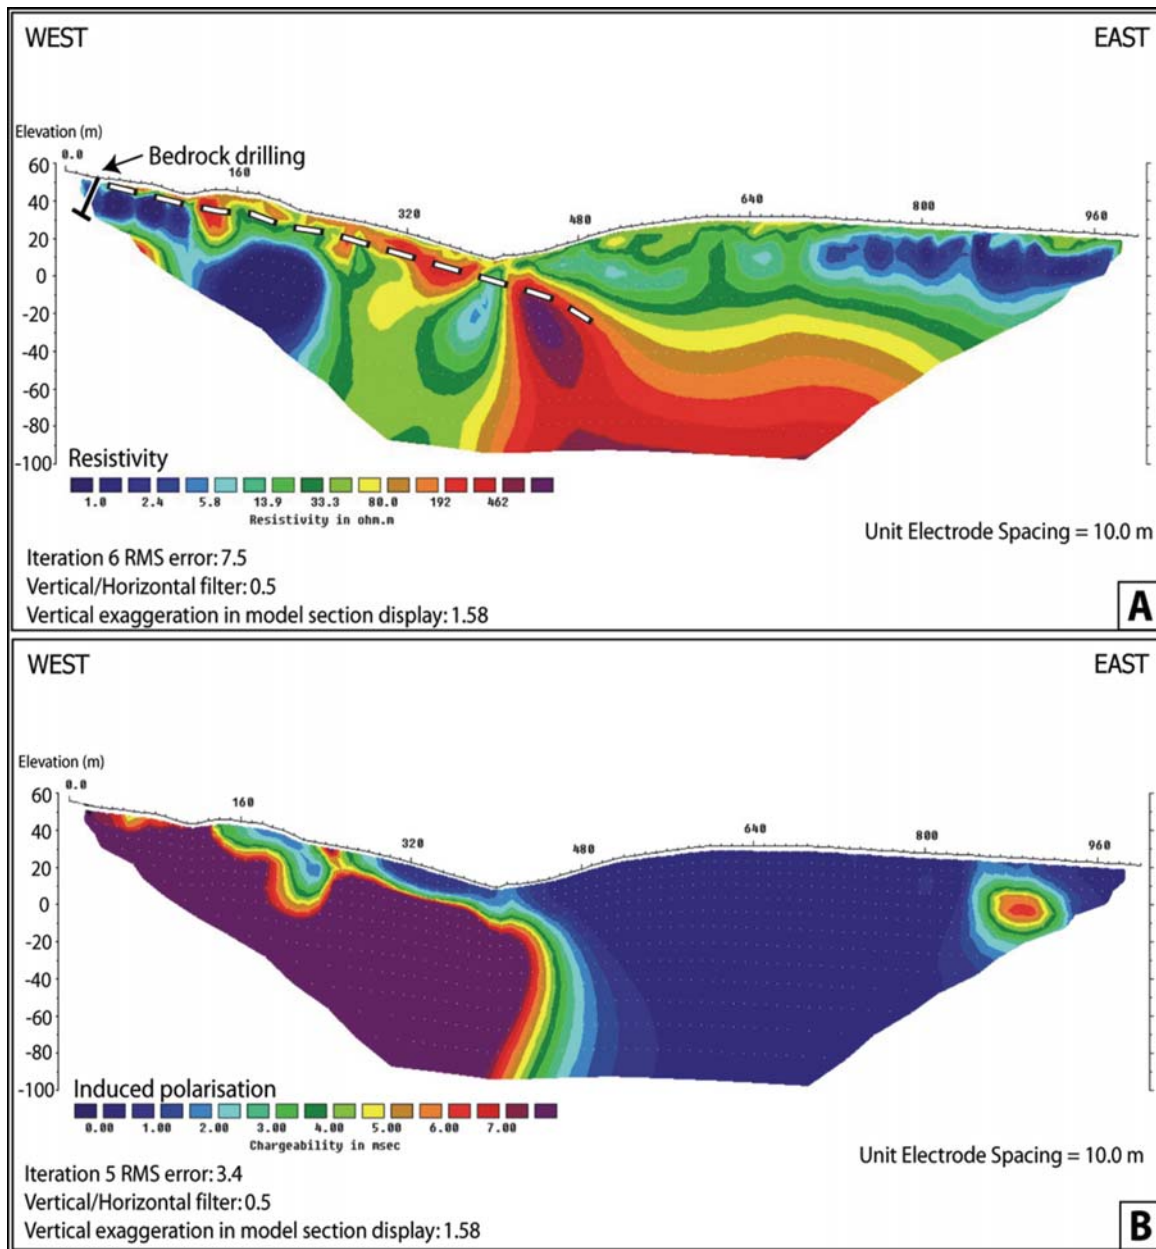 WEST EAST
Elevation (m)
0.0
Bedrock drilling
160
320
480
640
800
960
60
40
20
0
-20
-40
-60
-80
-100
Resistivity
1.0 2.4 5.8 13.9 33.3 80.0 192 462
Resistivity in ohm.m
Unit Electrode Spacing = 10.0 m
Iteration 6 RMS error: 7.5
Vertical/Horizontal filter: 0.5
Vertical exaggeration in model section display: 1.58
A
WEST EAST
Elevation (m)
0.0
160
320
480
640
800
960
60
40
20
0
-20
-40
-60
-80
-100
Induced polarisation
0.00 1.00 2.00 3.00 4.00 5.00 6.00 7.00
Chargeability in msec
Unit Electrode Spacing = 10.0 m
Iteration 5 RMS error: 3.4
Vertical/Horizontal filter: 0.5
Vertical exaggeration in model section display: 1.58
B